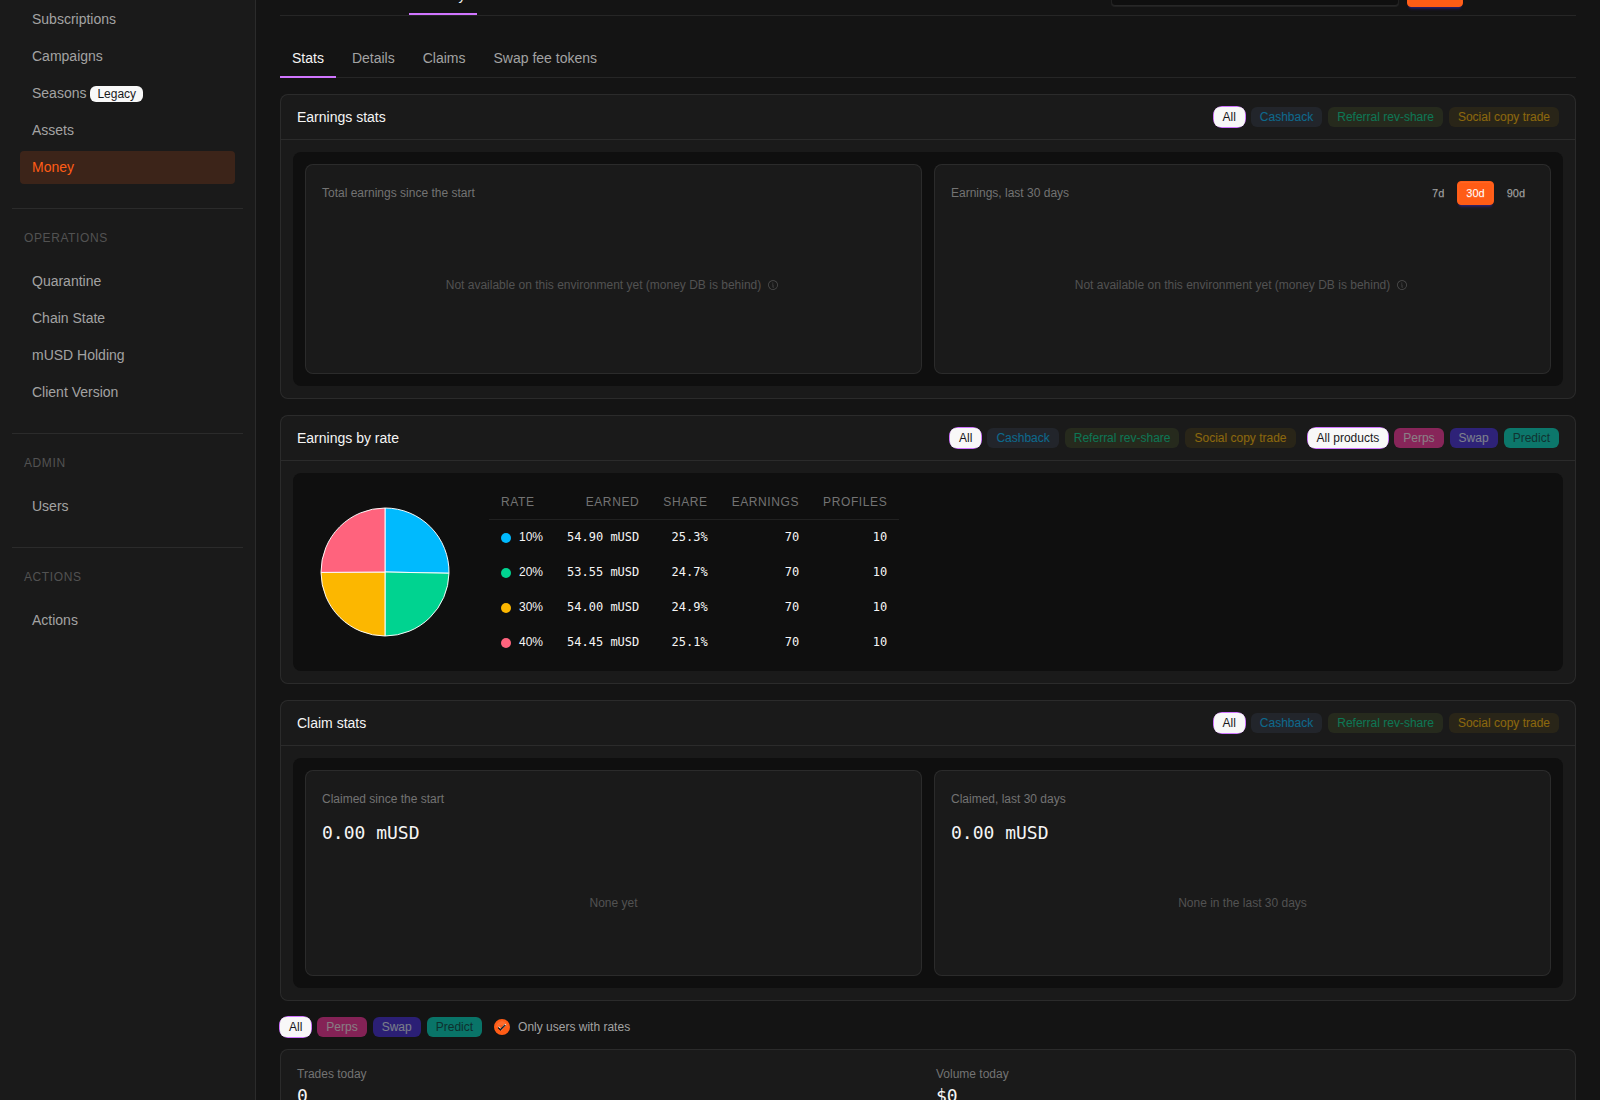 Subscriptions
Campaigns
Seasons Legacy
Assets
Money
OPERATIONS
Quarantine
Chain State
mUSD Holding
Client Version
ADMIN
Users
ACTIONS
Actions
Stats Details Claims Swap fee tokens
Earnings stats All Cashback Referral rev-share Social copy trade
Total earnings since the start
Not available on this environment yet (money DB is behind)
Earnings, last 30 days 7d 30d 90d
Not available on this environment yet (money DB is behind)
Earnings by rate All Cashback Referral rev-share Social copy trade All products Perps Swap Predict
RATE EARNED SHARE EARNINGS PROFILES
10% 54.90 mUSD 25.3% 70 10
20% 53.55 mUSD 24.7% 70 10
30% 54.00 mUSD 24.9% 70 10
40% 54.45 mUSD 25.1% 70 10
Claim stats All Cashback Referral rev-share Social copy trade
Claimed since the start
0.00 mUSD
None yet
Claimed, last 30 days
0.00 mUSD
None in the last 30 days
All Perps Swap Predict Only users with rates
Trades today
0
Volume today
$0